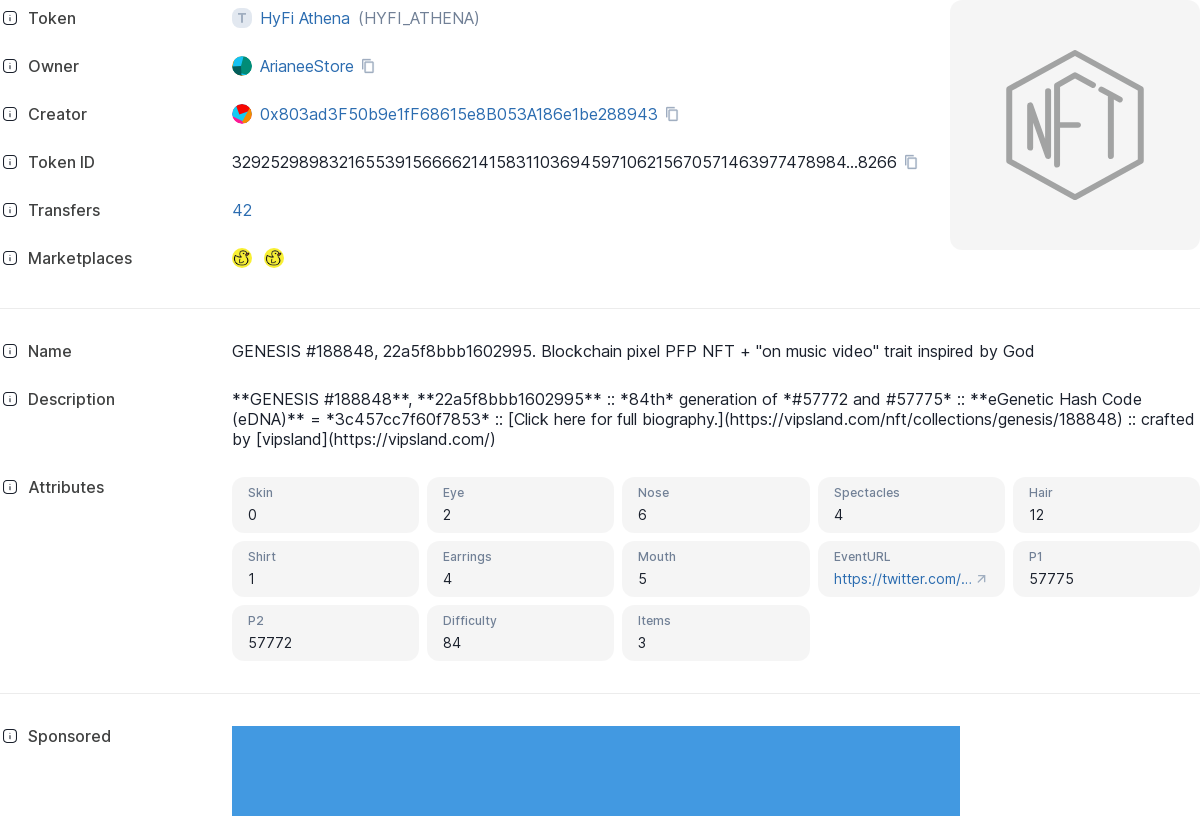 Token T HyFi Athena (HYFI_ATHENA)
Owner ArianeeStore
Creator 0x803ad3F50b9e1fF68615e8B053A186e1be288943
Token ID 32925298983216553915666621415831103694597106215670571463977478984...8266
Transfers 42
Marketplaces
NFT
Name GENESIS #188848, 22a5f8bbb1602995. Blockchain pixel PFP NFT + "on music video" trait inspired by God
Description **GENESIS #188848**, **22a5f8bbb1602995** :: *84th* generation of *#57772 and #57775* :: **eGenetic Hash Code
(eDNA)** = *3c457cc7f60f7853* :: [Click here for full biography.](https://vipsland.com/nft/collections/genesis/188848) :: crafted
by [vipsland](https://vipsland.com/)
Attributes
Skin Eye Nose Spectacles Hair
0 2 6 4 12
Shirt Earrings Mouth EventURL P1
1 4 5 https://twitter.com/... 57775
P2 Difficulty Items
57772 84 3
Sponsored